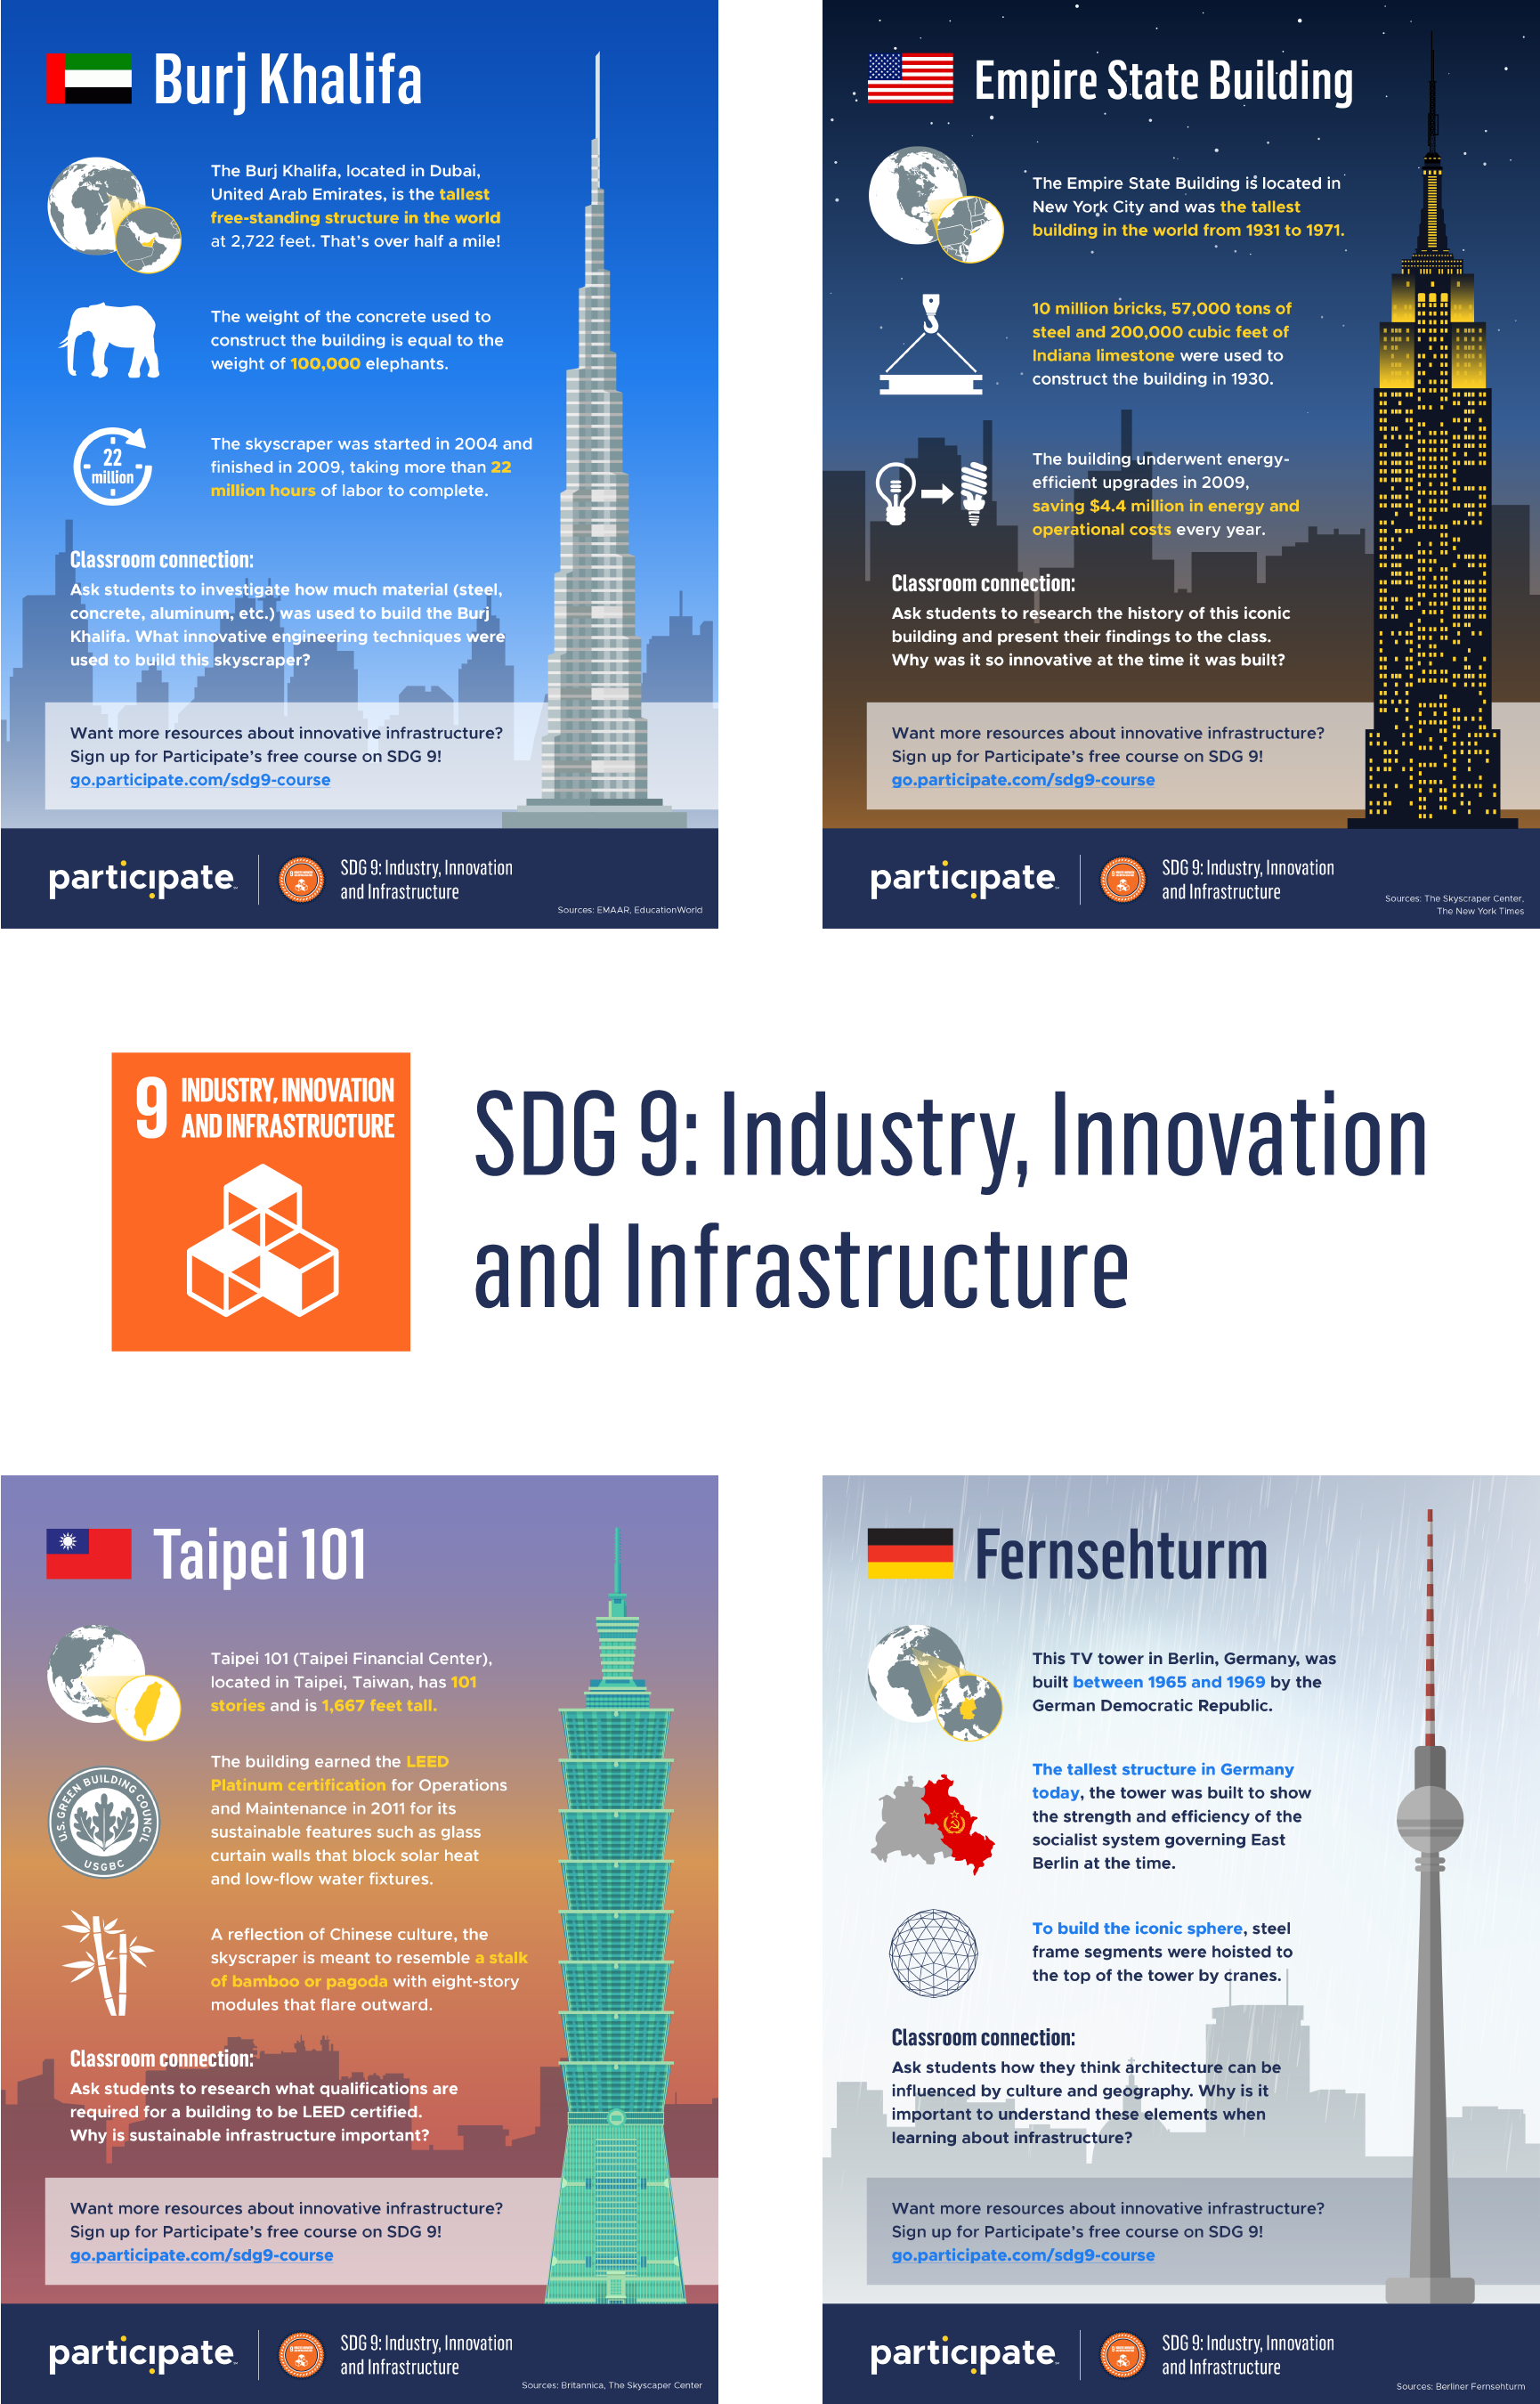 Burj Khalifa
The Burj Khalifa, located in Dubai,
United Arab Emirates, is the tallest
free-standing structure in the world
at 2,722 feet. That's over half a mile!
The weight of the concrete used to
construct the building is equal to the
weight of 100,000 elephants.
22
million
The skyscraper was started in 2004 and
finished in 2009, taking more than 22
million hours of labor to complete.
Classroom connection:
Ask students to investigate how much material (steel,
concrete, aluminum, etc.) was used to build the Burj
Khalifa. What innovative engineering techniques were
used to build this skyscraper?
Want more resources about innovative infrastructure?
Sign up for Participate's free course on SDG 9!
go.participate.com/sdg9-course
participate
SDG 9: Industry, Innovation
and Infrastructure
Sources: EMAAR, EducationWorld
Empire State Building
The Empire State Building is located in
New York City and was the tallest
building in the world from 1931 to 1971.
10 million bricks, 57,000 tons of
steel and 200,000 cubic feet of
Indiana limestone were used to
construct the building in 1930.
The building underwent energy-
efficient upgrades in 2009,
saving $4.4 million in energy and
operational costs every year.
Classroom connection:
Ask students to research the history of this iconic
building and present their findings to the class.
Why was it so innovative at the time it was built?
Want more resources about innovative infrastructure?
Sign up for Participate's free course on SDG 9!
go.participate.com/sdg9-course
participate
SDG 9: Industry, Innovation
and Infrastructure
Sources: The Skyscraper Center,
The New York Times
9 INDUSTRY, INNOVATION
AND INFRASTRUCTURE
SDG 9: Industry, Innovation
and Infrastructure
Taipei 101
Taipei 101 (Taipei Financial Center),
located in Taipei, Taiwan, has 101
stories and is 1,667 feet tall.
U.S. GREEN BUILDING COUNCIL
USGBC
The building earned the LEED
Platinum certification for Operations
and Maintenance in 2011 for its
sustainable features such as glass
curtain walls that block solar heat
and low-flow water fixtures.
A reflection of Chinese culture, the
skyscraper is meant to resemble a stalk
of bamboo or pagoda with eight-story
modules that flare outward.
Classroom connection:
Ask students to research what qualifications are
required for a building to be LEED certified.
Why is sustainable infrastructure important?
Want more resources about innovative infrastructure?
Sign up for Participate's free course on SDG 9!
go.participate.com/sdg9-course
participate
SDG 9: Industry, Innovation
and Infrastructure
Sources: Britannica, The Skyscaper Center
Fernsehturm
This TV tower in Berlin, Germany, was
built between 1965 and 1969 by the
German Democratic Republic.
The tallest structure in Germany
today, the tower was built to show
the strength and efficiency of the
socialist system governing East
Berlin at the time.
To build the iconic sphere, steel
frame segments were hoisted to
the top of the tower by cranes.
Classroom connection:
Ask students how they think architecture can be
influenced by culture and geography. Why is it
important to understand these elements when
learning about infrastructure?
Want more resources about innovative infrastructure?
Sign up for Participate's free course on SDG 9!
go.participate.com/sdg9-course
participate
SDG 9: Industry, Innovation
and Infrastructure
Sources: Berliner Fernsehturm